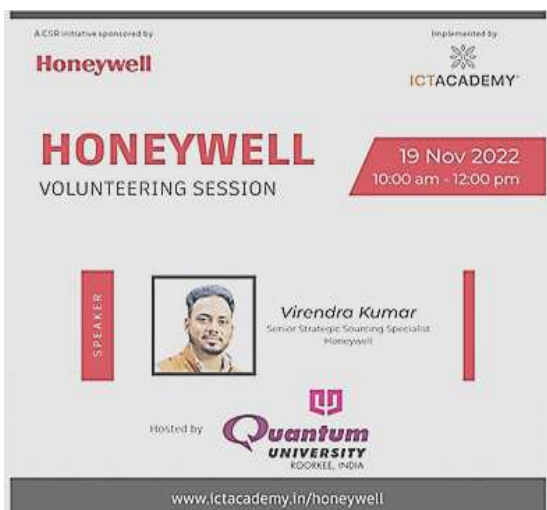 A CSR initiative sponsored by
Honeywell
Implemented by
ICTACADEMY
HONEYWELL
VOLUNTEERING SESSION
19 Nov 2022
10:00 am - 12:00 pm
SPEAKER
Virendra Kumar
Senior Strategic Sourcing Specialist
Honeywell
Hosted by
Quantum
UNIVERSITY
ROORKEE, INDIA
www.ictacademy.in/honeywell